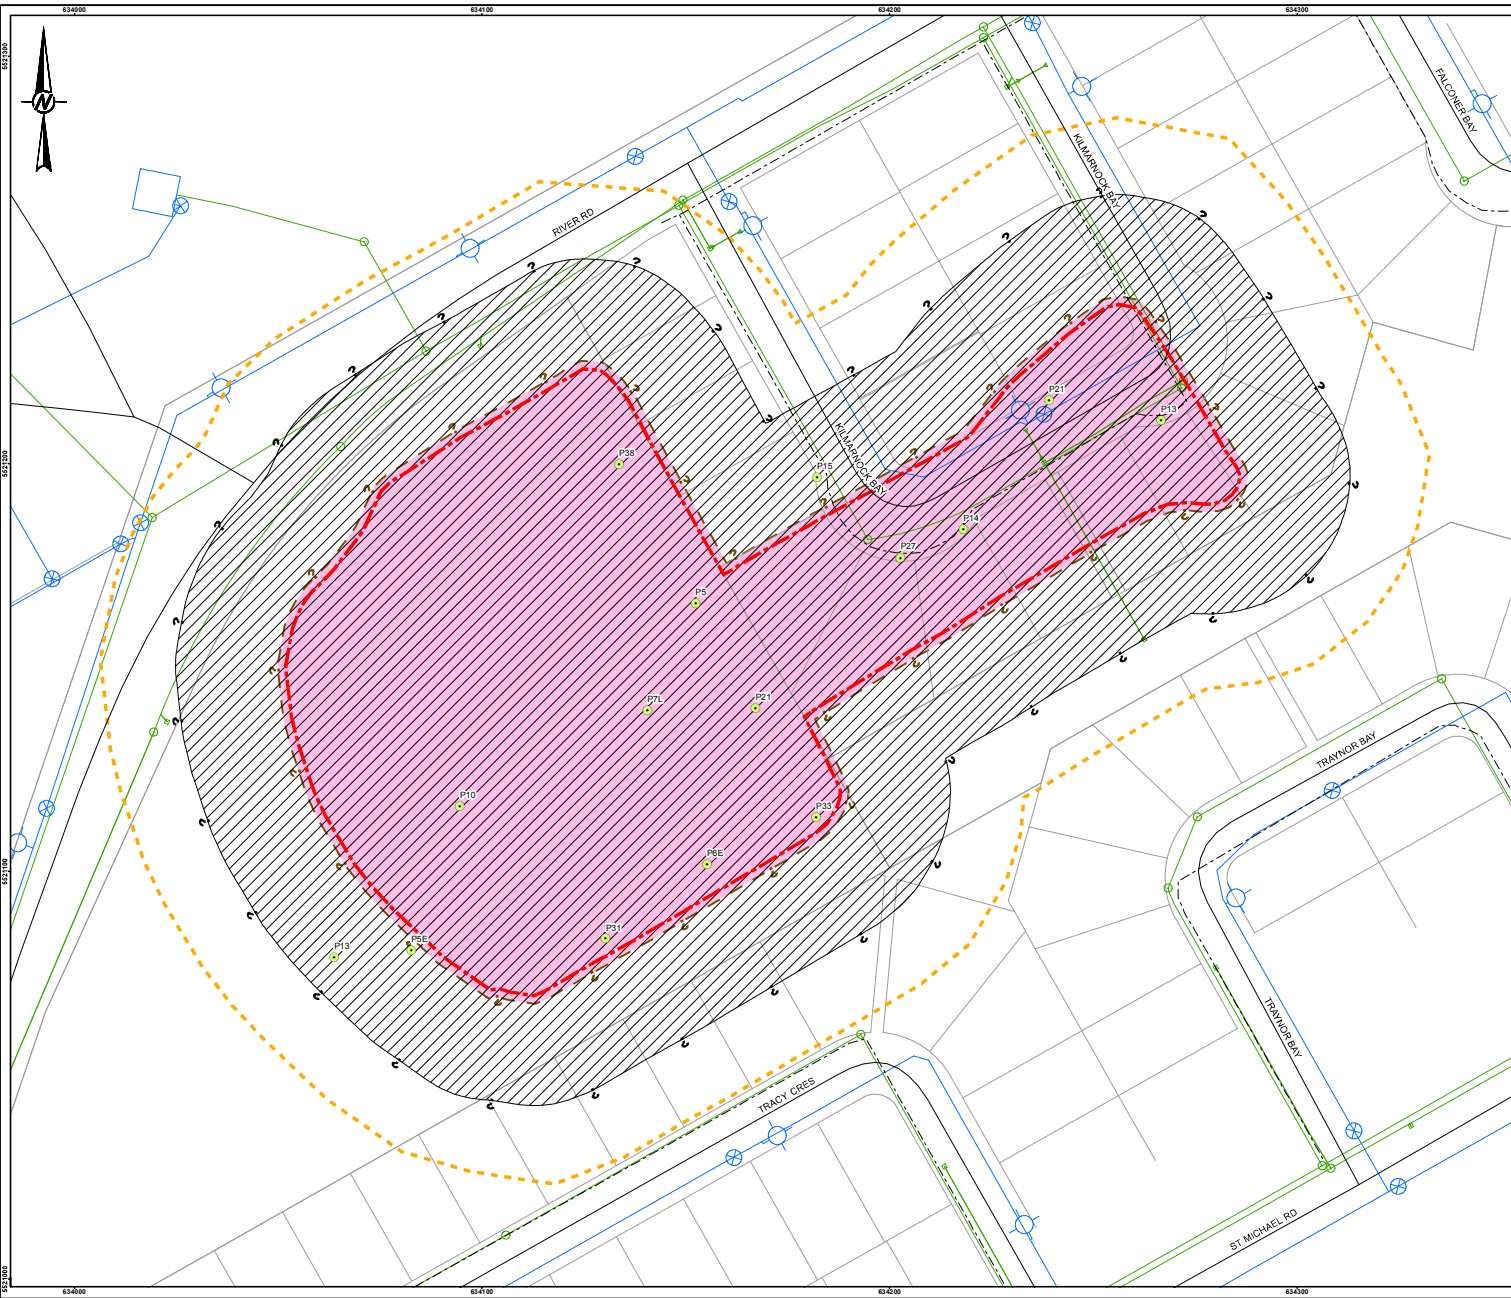 634000 634100 634200 634300
5521300
N
FALCONER BAY
KILMARNOCK BAY
RIVER RD
P21
P13
KILMARNOCK BAY
P38
P15
5521200
P14
P27
P5
P7L
P21
TRAYNOR BAY
P10
P33
P6E
5521100
P31
P5E
P13
TRAYNOR BAY
TRACY CRES
ST MICHAEL RD
5521000
634000 634100 634200 634300